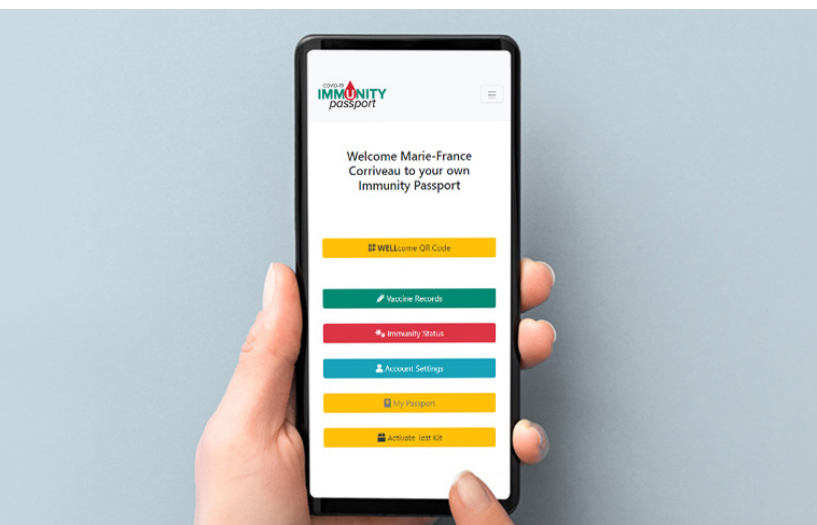 COVID-19
IMMUNITY
passport
Welcome Marie-France
Corriveau to your own
Immunity Passport
WELLcome QR Code
Vaccine Records
Immunity Status
Account Settings
My Passport
Activate Test Kit